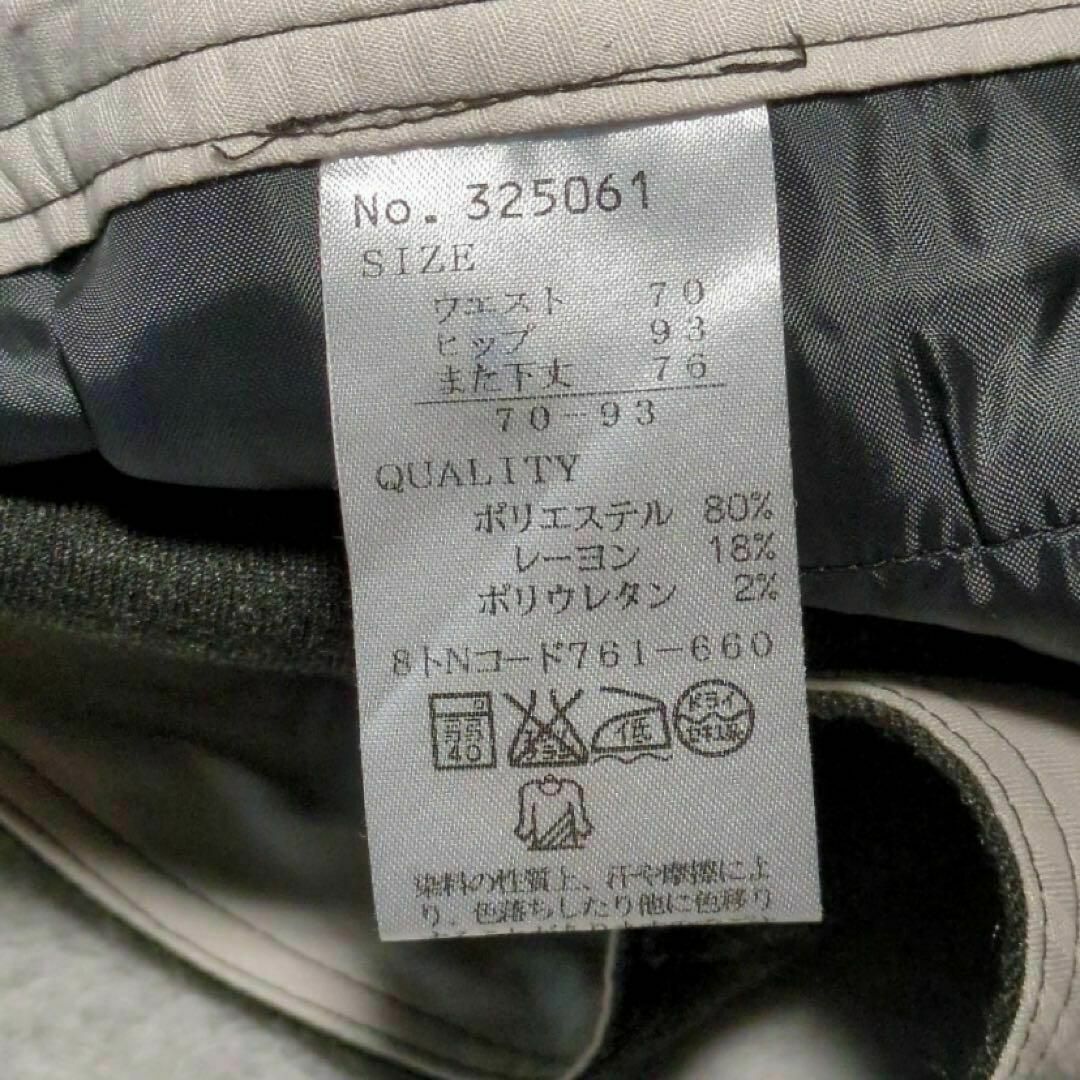 No. 325061
SIZE
ウエスト 70
ヒップ 93
また下丈 76
70-93
QUALITY
ポリエステル 80%
レーヨン 18%
ポリウレタン 2%
8トNコード761-660
40
低
ドライ
セキユ系
染料の性質上、汗や摩擦によ
り、色落ちしたり他に色移り